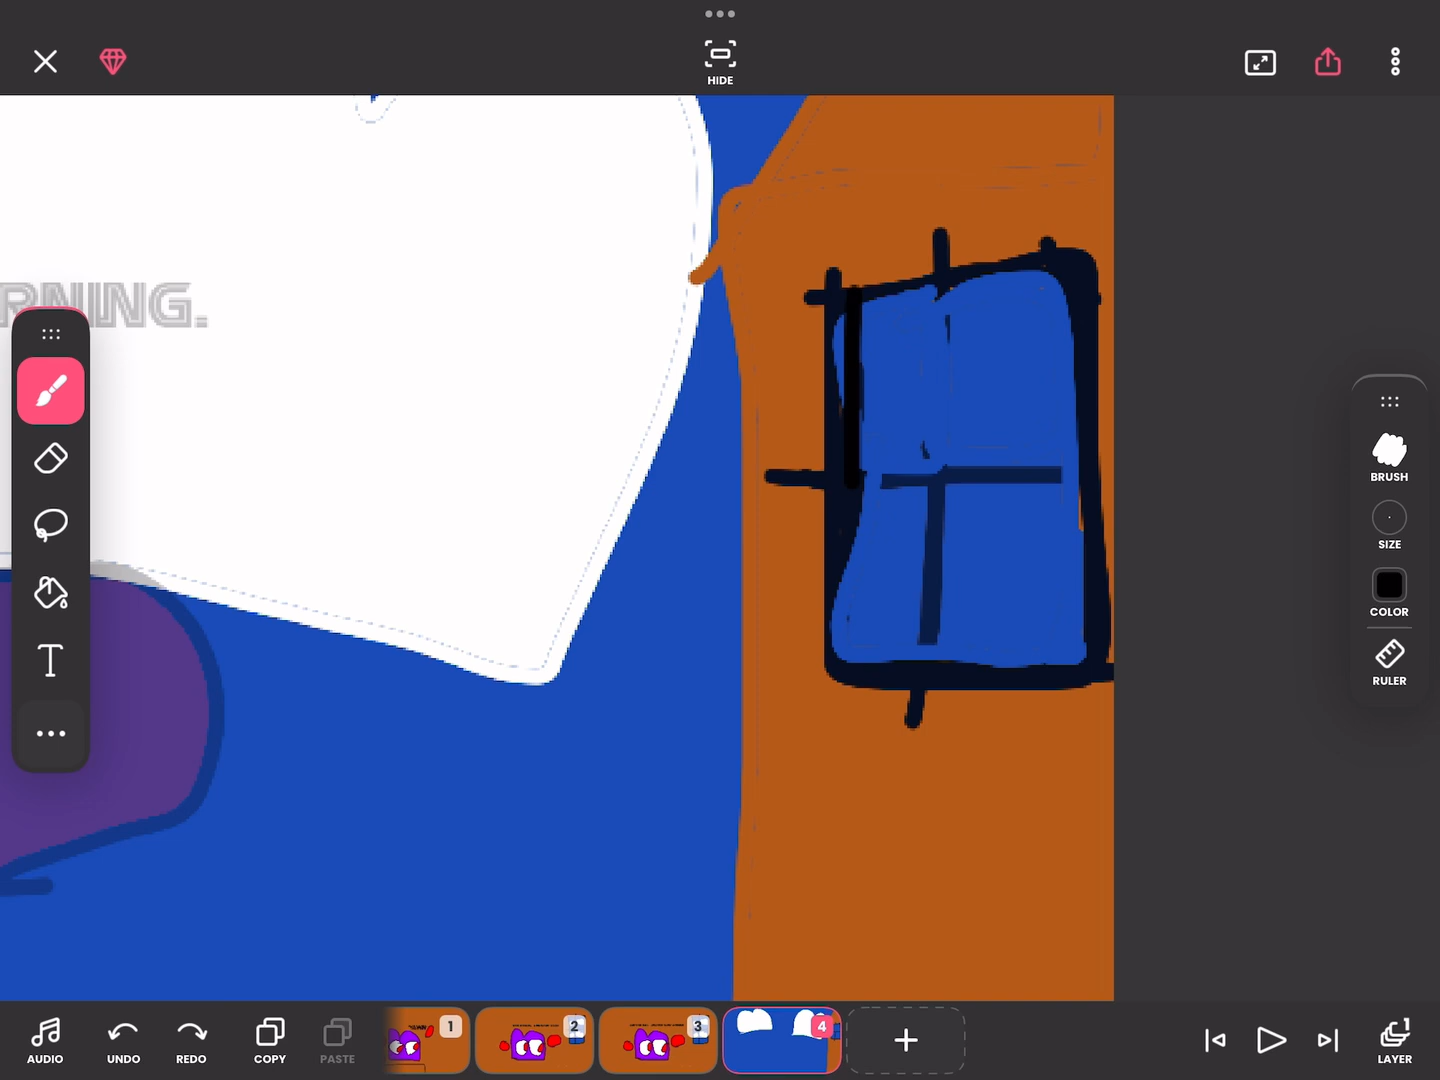 HIDE
RNING.
BRUSH
SIZE
COLOR
RULER
T
1
2
3
4
AUDIO
UNDO
REDO
COPY
PASTE
LAYER